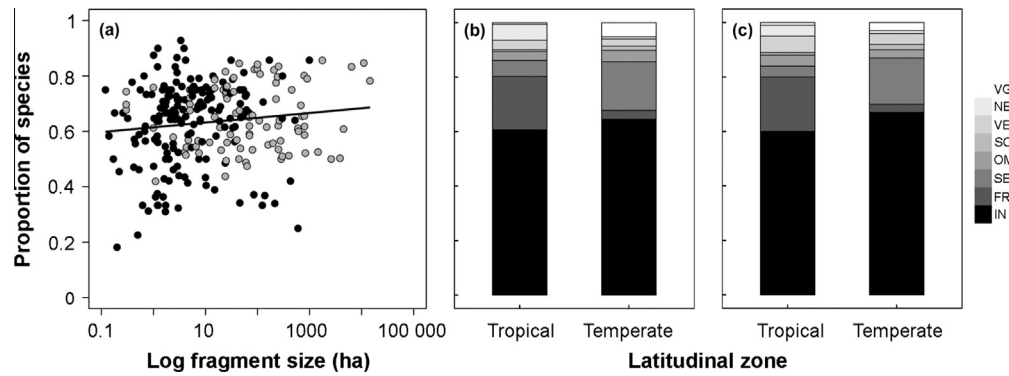 Proportion of species
1
0.8
0.6
0.4
0.2
0
(a)
0.1
10
1000
100 000
Log fragment size (ha)
(b)
Tropical
Temperate
(c)
Tropical
Temperate
Latitudinal zone
VG
NE
VE
SC
OM
SE
FR
IN